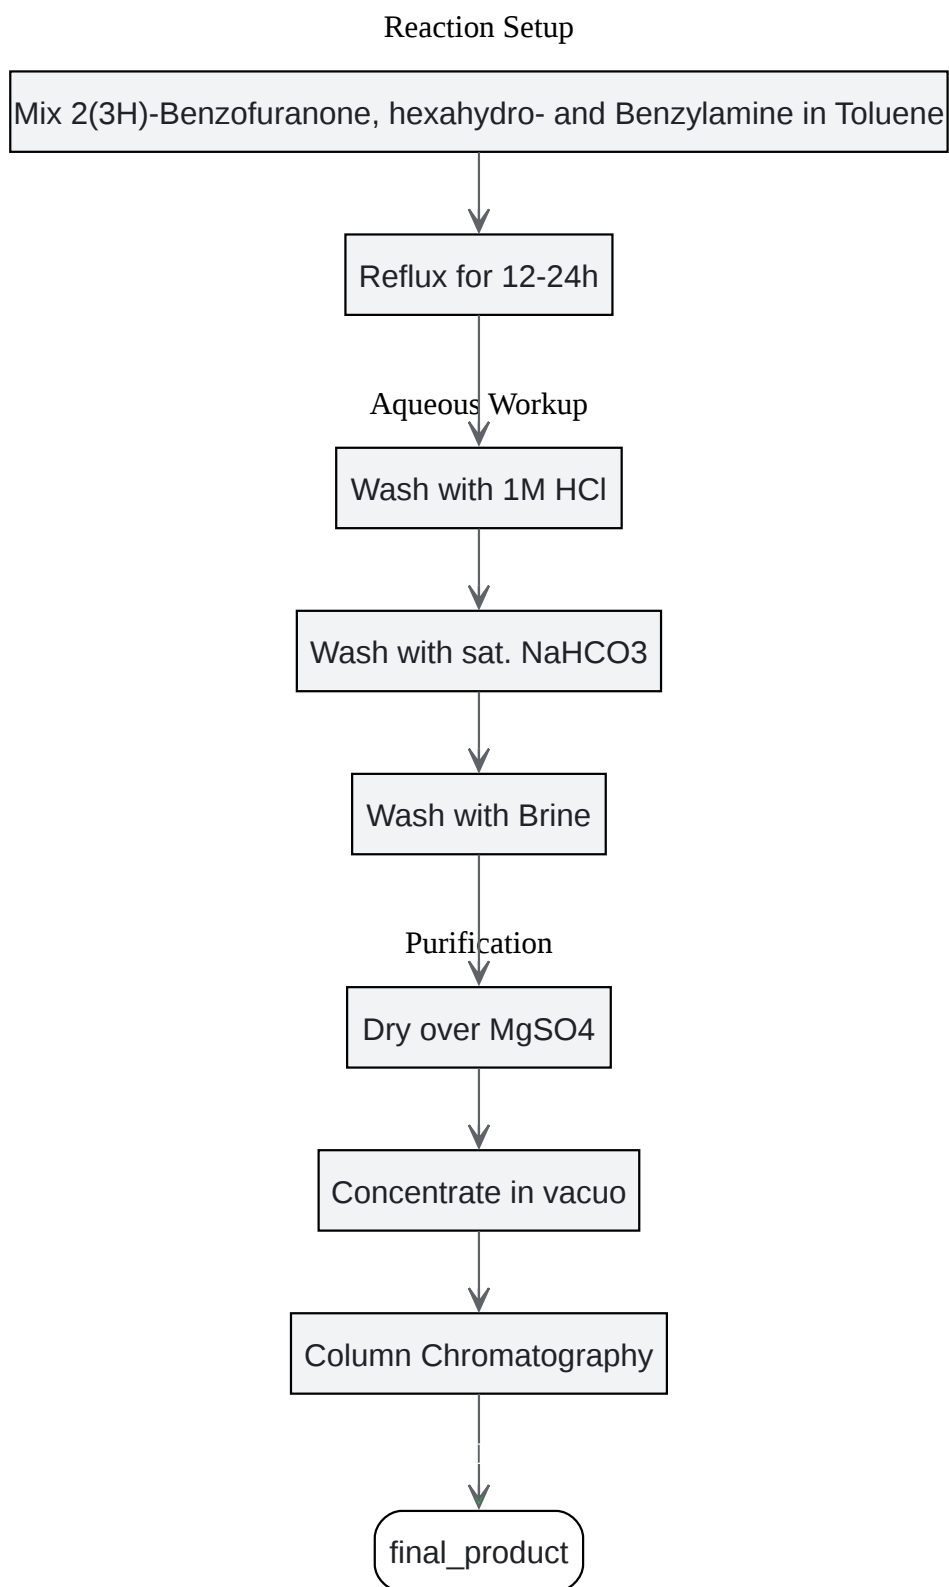 Reaction Setup
Mix 2(3H)-Benzofuranone, hexahydro- and Benzylamine in Toluene
Reflux for 12-24h
Aqueous Workup
Wash with 1M HCl
Wash with sat. NaHCO3
Wash with Brine
Purification
Dry over MgSO4
Concentrate in vacuo
Column Chromatography
final_product